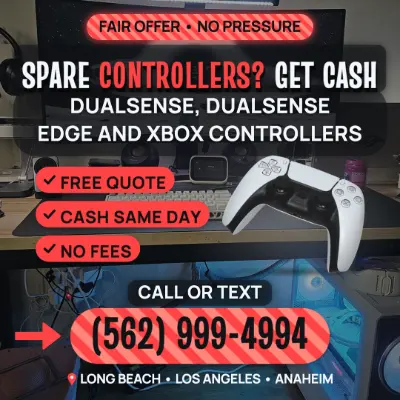 FAIR OFFER • NO PRESSURE
SPARE CONTROLLERS? GET CASH
DUALSENSE, DUALSENSE
EDGE AND XBOX CONTROLLERS
FREE QUOTE
CASH SAME DAY
NO FEES
CALL OR TEXT
(562) 999-4994
LONG BEACH • LOS ANGELES • ANAHEIM